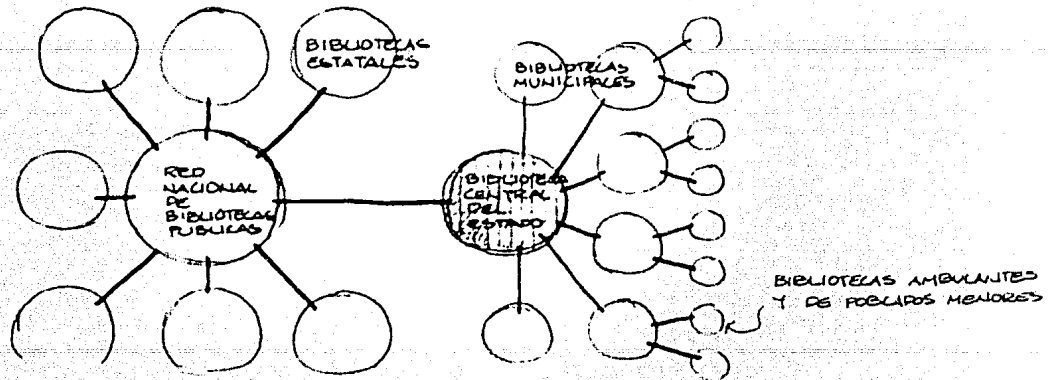 BIBLIOTECAS
ESTATALES
BIBLIOTECAS
MUNICIPALES
RED
NACIONAL
DE
BIBLIOTECAS
PUBLICAS
BIBLIOTECA
CENTRAL
DEL
ESTADO
BIBLIOTECAS AMBULANTES
Y DE POBLADOS MENORES